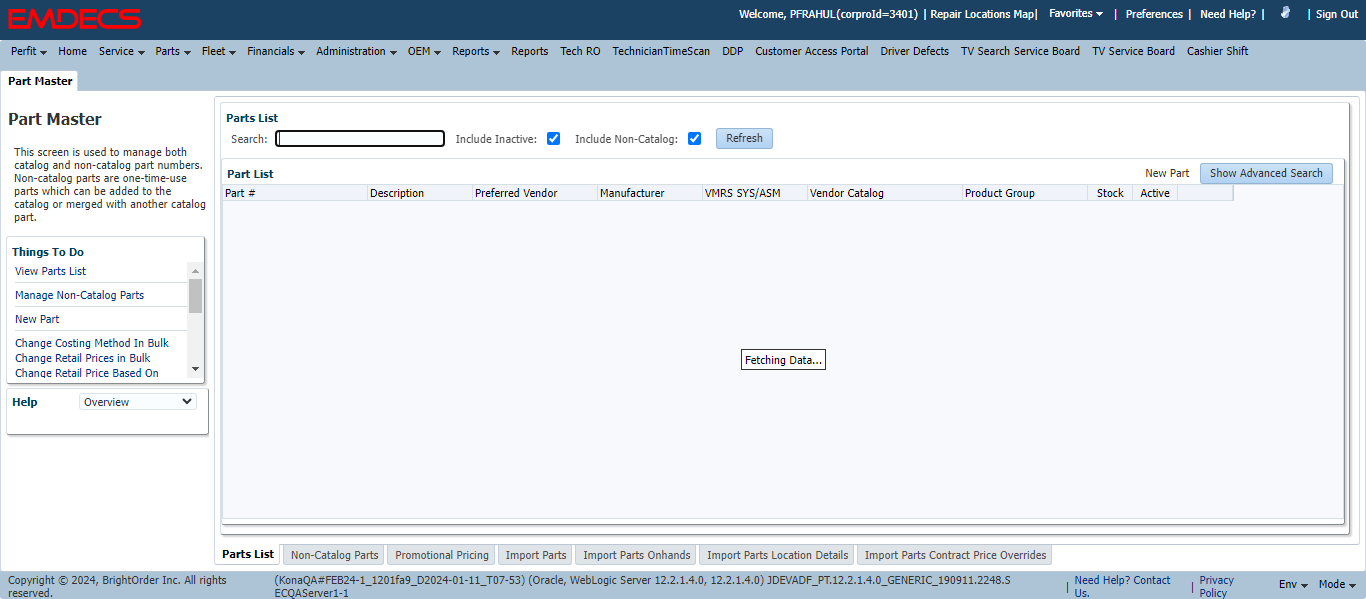 EMDECS
Welcome, PFRAHUL(corproId=3401) | Repair Locations Map| Favorites | Preferences | Need Help? | | Sign Out
Perfit Home Service Parts Fleet Financials Administration OEM Reports Reports Tech RO TechnicianTimeScan DDP Customer Access Portal Driver Defects TV Search Service Board TV Service Board Cashier Shift
Part Master
Part Master
This screen is used to manage both
catalog and non-catalog part numbers.
Non-catalog parts are one-time-use
parts which can be added to the
catalog or merged with another catalog
part.
Things To Do
View Parts List
Manage Non-Catalog Parts
New Part
Change Costing Method In Bulk
Change Retail Prices in Bulk
Change Retail Price Based On
Help Overview
Parts List
Search: Include Inactive: Include Non-Catalog: Refresh
Part List New Part Show Advanced Search
Part # Description Preferred Vendor Manufacturer VMRS SYS/ASM Vendor Catalog Product Group Stock Active
Fetching Data...
Parts List Non-Catalog Parts Promotional Pricing Import Parts Import Parts Onhands Import Parts Location Details Import Parts Contract Price Overrides
Copyright © 2024, BrightOrder Inc. All rights
reserved.
(KonaQA#FEB24-1_1201fa9_D2024-01-11_T07-53) (Oracle, WebLogic Server 12.2.1.4.0, 12.2.1.4.0) JDEVADF_PT.12.2.1.4.0_GENERIC_190911.2248.S
ECQAServer1-1
| Need Help? Contact
Us.
| Privacy
Policy
Env Mode